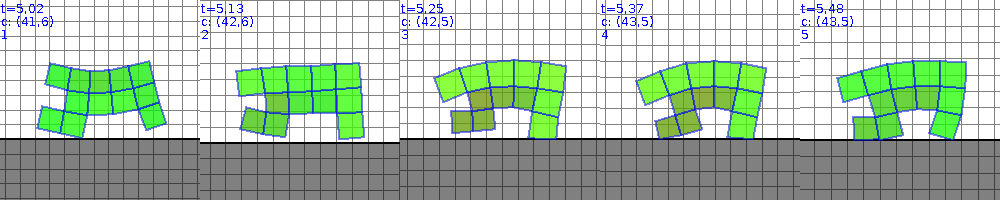 t=5,02
c: (41,6)
1
t=5,13
c: (42,6)
2
t=5,25
c: (42,5)
3
t=5,37
c: (43,5)
4
t=5,48
c: (43,5)
5